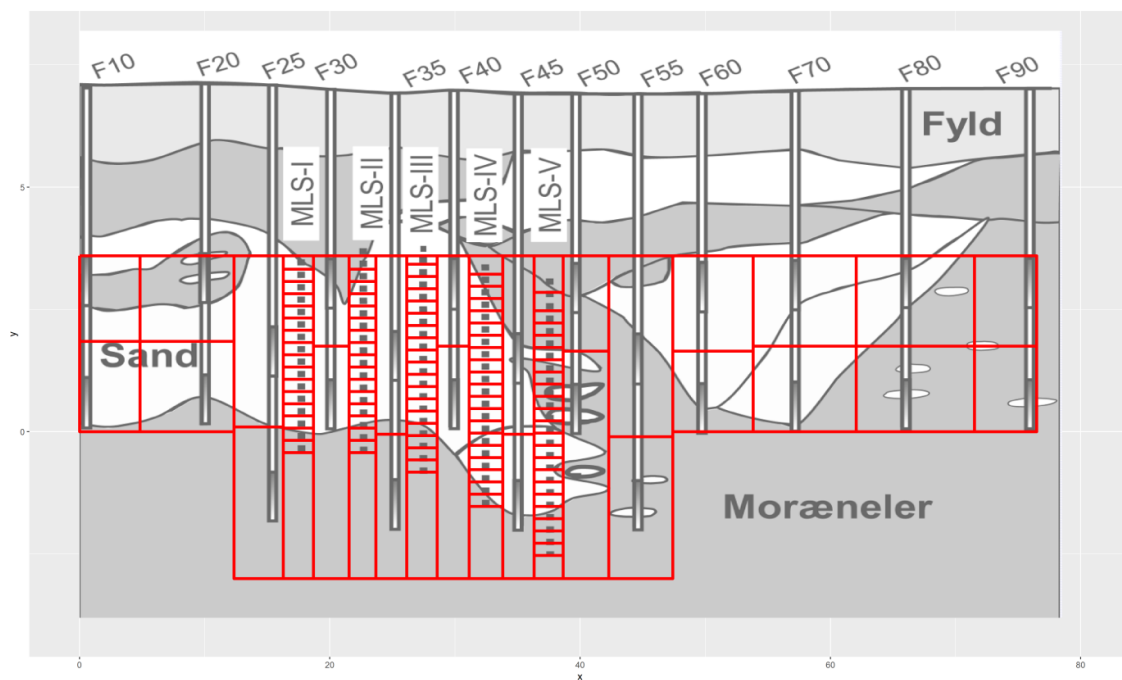 F10
F20
F25
F30
F35
F40
F45
F50
F55
F60
F70
F80
F90
Fyld
MLS-I
MLS-II
MLS-III
MLS-IV
MLS-V
5
y
Sand
0
Moræneler
0
20
40
60
80
x